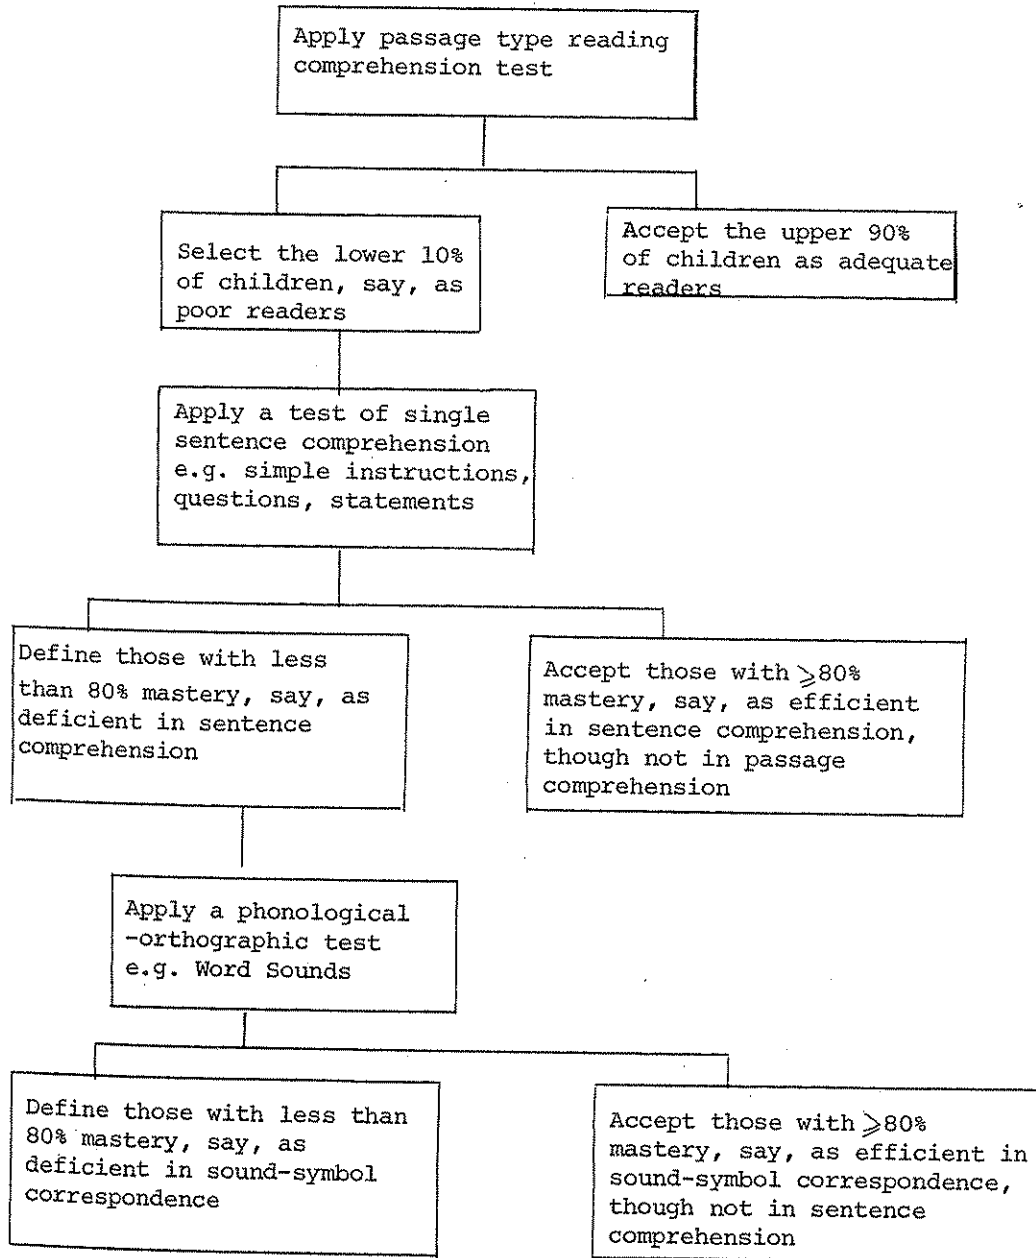 Apply passage type reading
comprehension test
Select the lower 10%
of children, say, as
poor readers
Accept the upper 90%
of children as adequate
readers
Apply a test of single
sentence comprehension
e.g. simple instructions,
questions, statements
Define those with less
than 80% mastery, say, as
deficient in sentence
comprehension
Accept those with ⩾80%
mastery, say, as efficient
in sentence comprehension,
though not in passage
comprehension
Apply a phonological
-orthographic test
e.g. Word Sounds
Define those with less than
80% mastery, say, as
deficient in sound-symbol
correspondence
Accept those with ⩾80%
mastery, say, as efficient in
sound-symbol correspondence,
though not in sentence
comprehension